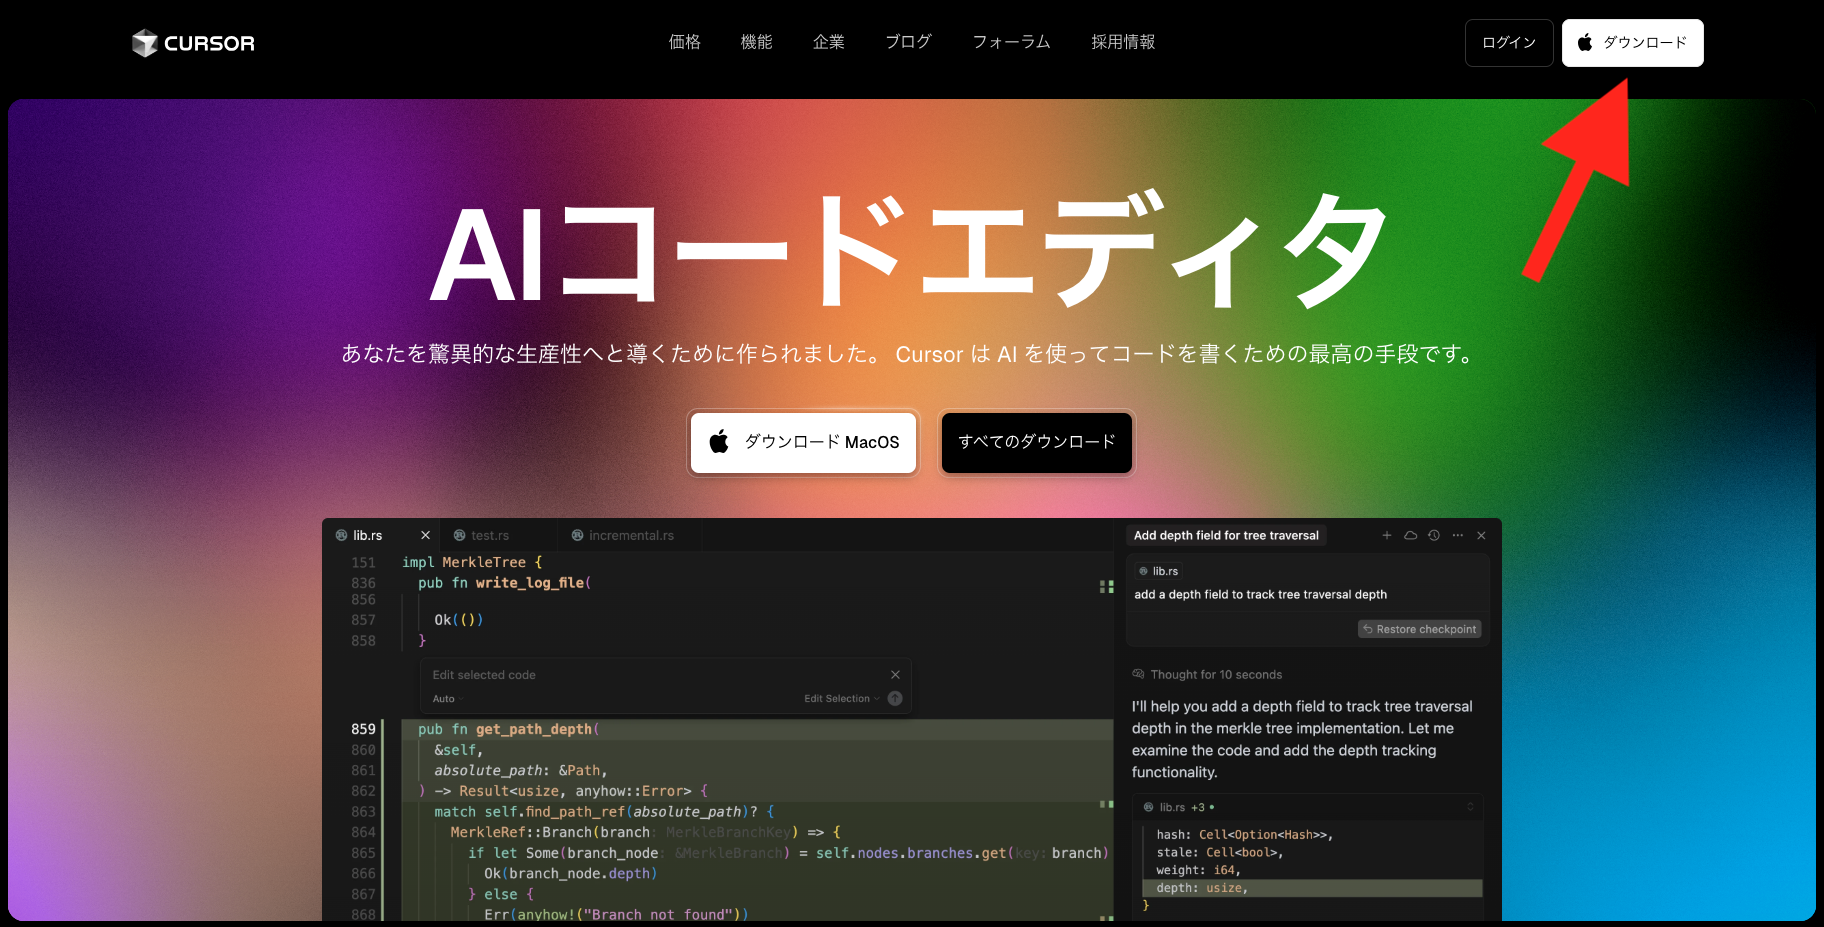 CURSOR
価格 機能 企業 ブログ フォーラム 採用情報
ログイン ダウンロード
AIコードエディタ
あなたを驚異的な生産性へと導くために作られました。 Cursor は AI を使ってコードを書くための最高の手段です。
ダウンロード MacOS すべてのダウンロード
lib.rs test.rs incremental.rs
151 impl MerkleTree {
836 pub fn write_log_file(
856
857 Ok(())
858 }
Edit selected code
Auto Edit Selection
859 pub fn get_path_depth(
860 &self,
861 absolute_path: &Path,
862 ) -> Result<usize, anyhow::Error> {
863 match self.find_path_ref(absolute_path)? {
864 MerkleRef::Branch(branch: MerkleBranchKey) => {
865 if let Some(branch_node: &MerkleBranch) = self.nodes.branches.get(key: branch)
866 Ok(branch_node.depth)
867 } else {
868 Err(anyhow!("Branch not found"))
Add depth field for tree traversal
lib.rs
add a depth field to track tree traversal depth
Restore checkpoint
Thought for 10 seconds
I'll help you add a depth field to track tree traversal
depth in the merkle tree implementation. Let me
examine the code and add the depth tracking
functionality.
lib.rs +3
hash: Cell<Option<Hash>>,
stale: Cell<bool>,
weight: i64,
depth: usize,
}